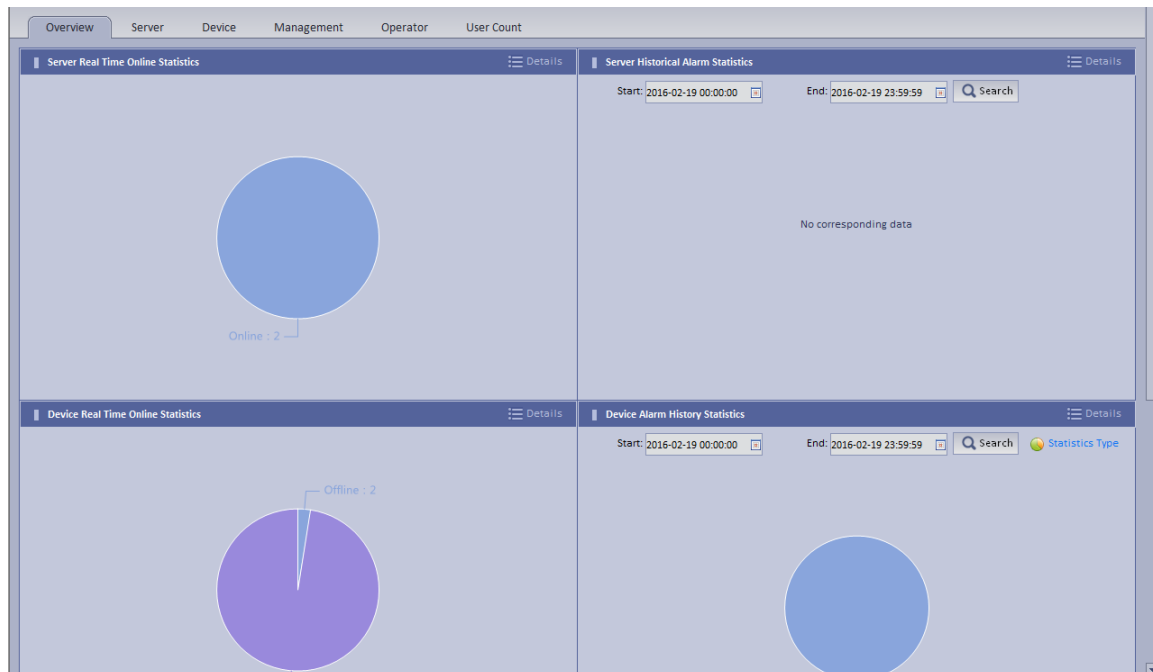 Overview Server Device Management Operator User Count
Server Real Time Online Statistics Details
Server Historical Alarm Statistics Details
Start: 2016-02-19 00:00:00 End: 2016-02-19 23:59:59 Search
No corresponding data
Online : 2
Device Real Time Online Statistics Details
Device Alarm History Statistics Details
Start: 2016-02-19 00:00:00 End: 2016-02-19 23:59:59 Search Statistics Type
Offline : 2